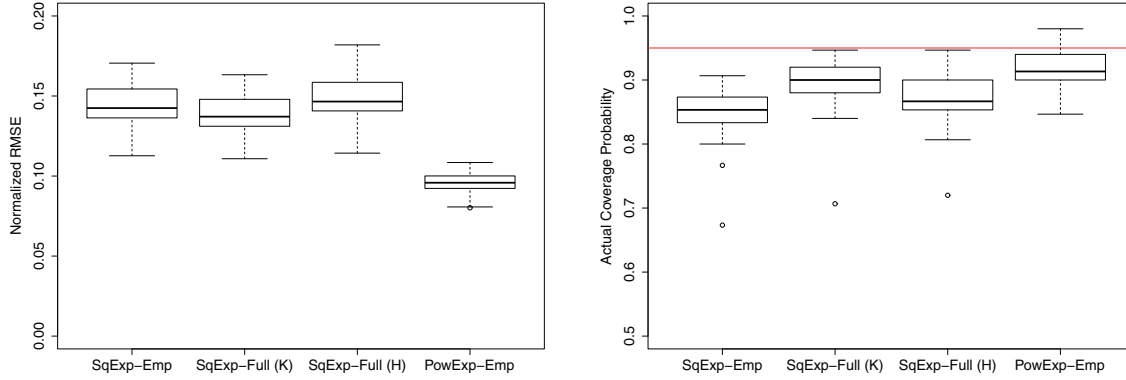 Normalized RMSE
0.20
0.15
0.10
0.05
0.00
SqExp−Emp SqExp−Full (K) SqExp−Full (H) PowExp−Emp
Actual Coverage Probability
1.0
0.9
0.8
0.7
0.6
0.5
SqExp−Emp SqExp−Full (K) SqExp−Full (H) PowExp−Emp